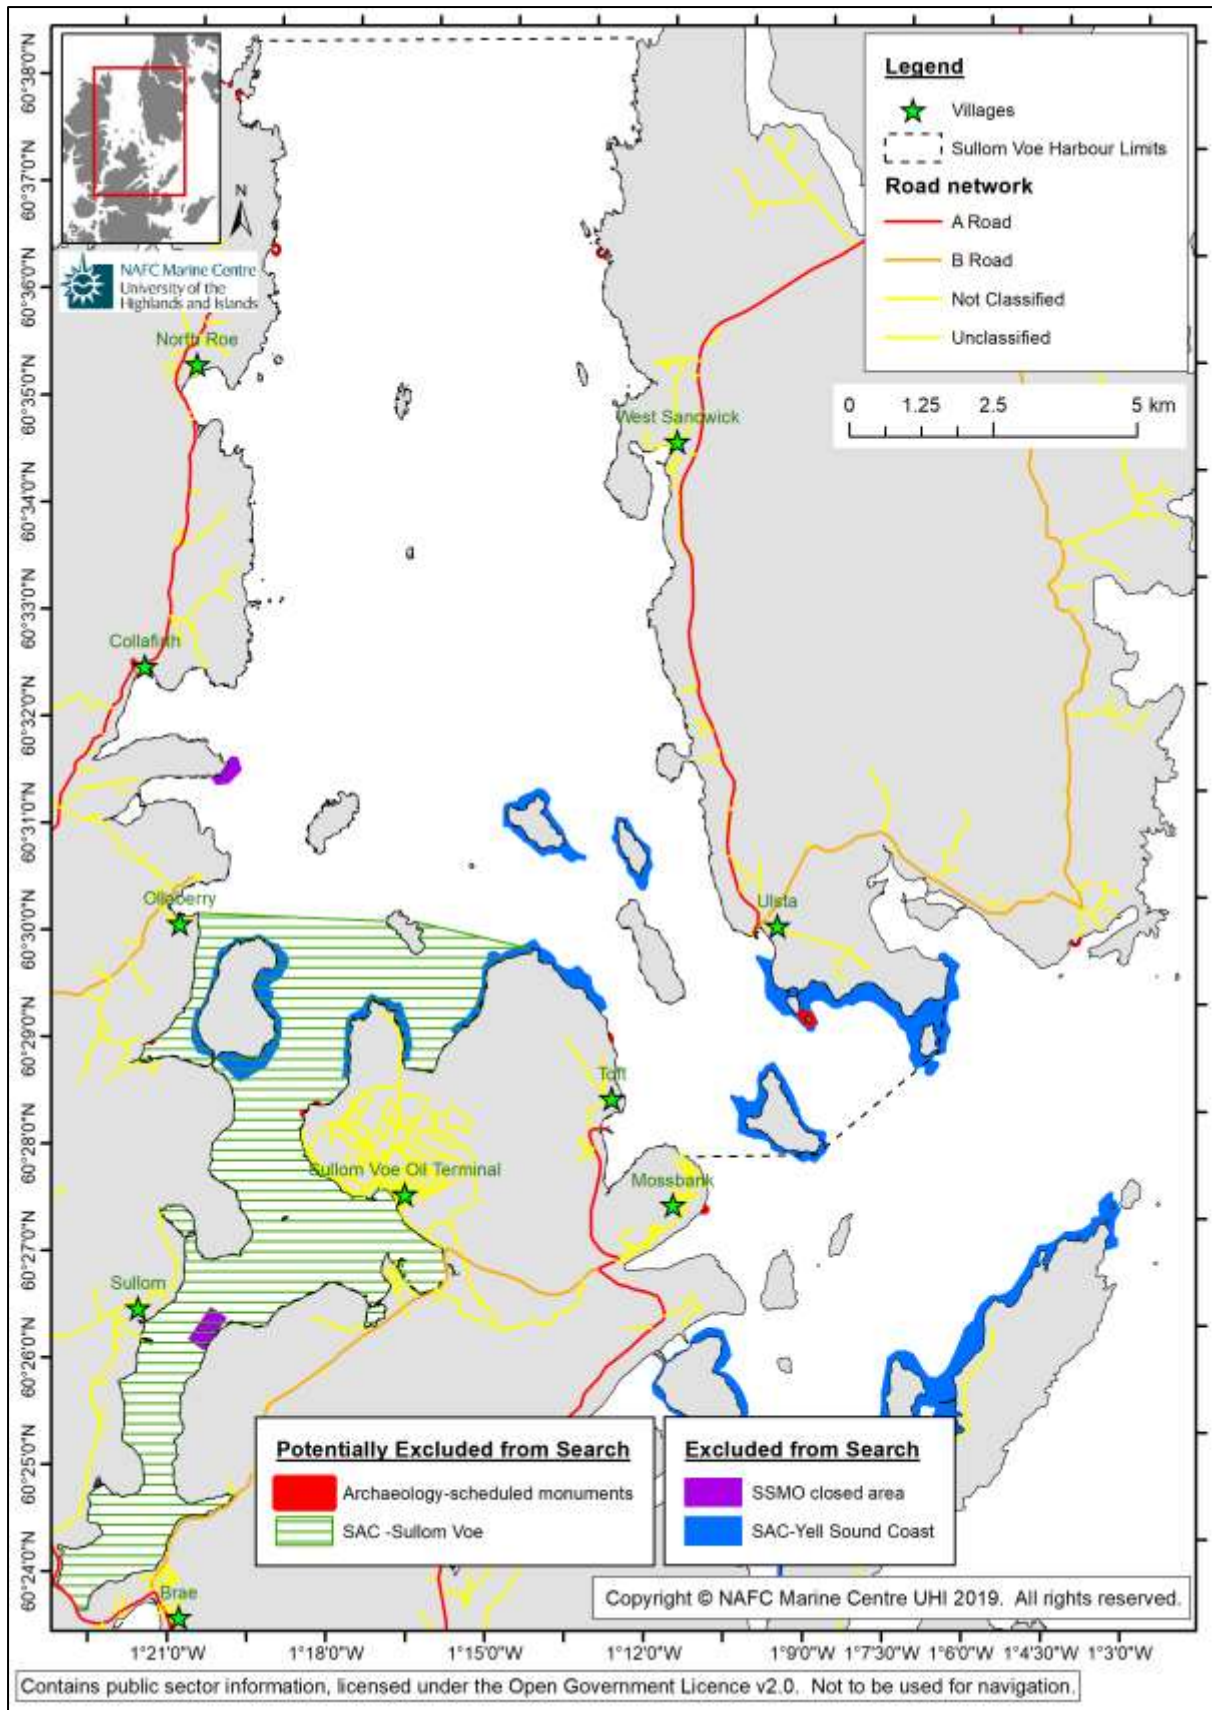 60°38'0"N
60°37'0"N
60°36'0"N
60°35'0"N
60°34'0"N
60°33'0"N
60°32'0"N
60°31'0"N
60°30'0"N
60°29'0"N
60°28'0"N
60°27'0"N
60°26'0"N
60°25'0"N
60°24'0"N
N
NAFC Marine Centre
University of the
Highlands and Islands
Legend
Villages
Sullom Voe Harbour Limits
Road network
A Road
B Road
Not Classified
Unclassified
0 1.25 2.5 5 km
North Roe
West Sandwick
Collafirth
Ollaberry
Ulsta
Toft
Sullom Voe Oil Terminal
Mossbank
Sullom
Brae
Potentially Excluded from Search
Archaeology-scheduled monuments
SAC -Sullom Voe
Excluded from Search
SSMO closed area
SAC-Yell Sound Coast
Copyright © NAFC Marine Centre UHI 2019. All rights reserved.
1°21'0"W 1°18'0"W 1°15'0"W 1°12'0"W 1°9'0"W 1°7'30"W 1°6'0"W 1°4'30"W 1°3'0"W
Contains public sector information, licensed under the Open Government Licence v2.0. Not to be used for navigation.